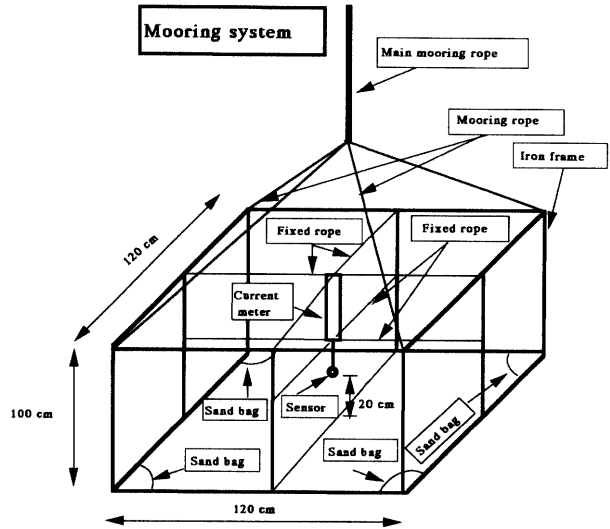 Mooring system
Main mooring rope
Mooring rope
Iron frame
120 cm
Fixed rope
Fixed rope
Current
meter
100 cm
Sand bag
Sensor
20 cm
Sand bag
Sand bag
Sand bag
120 cm